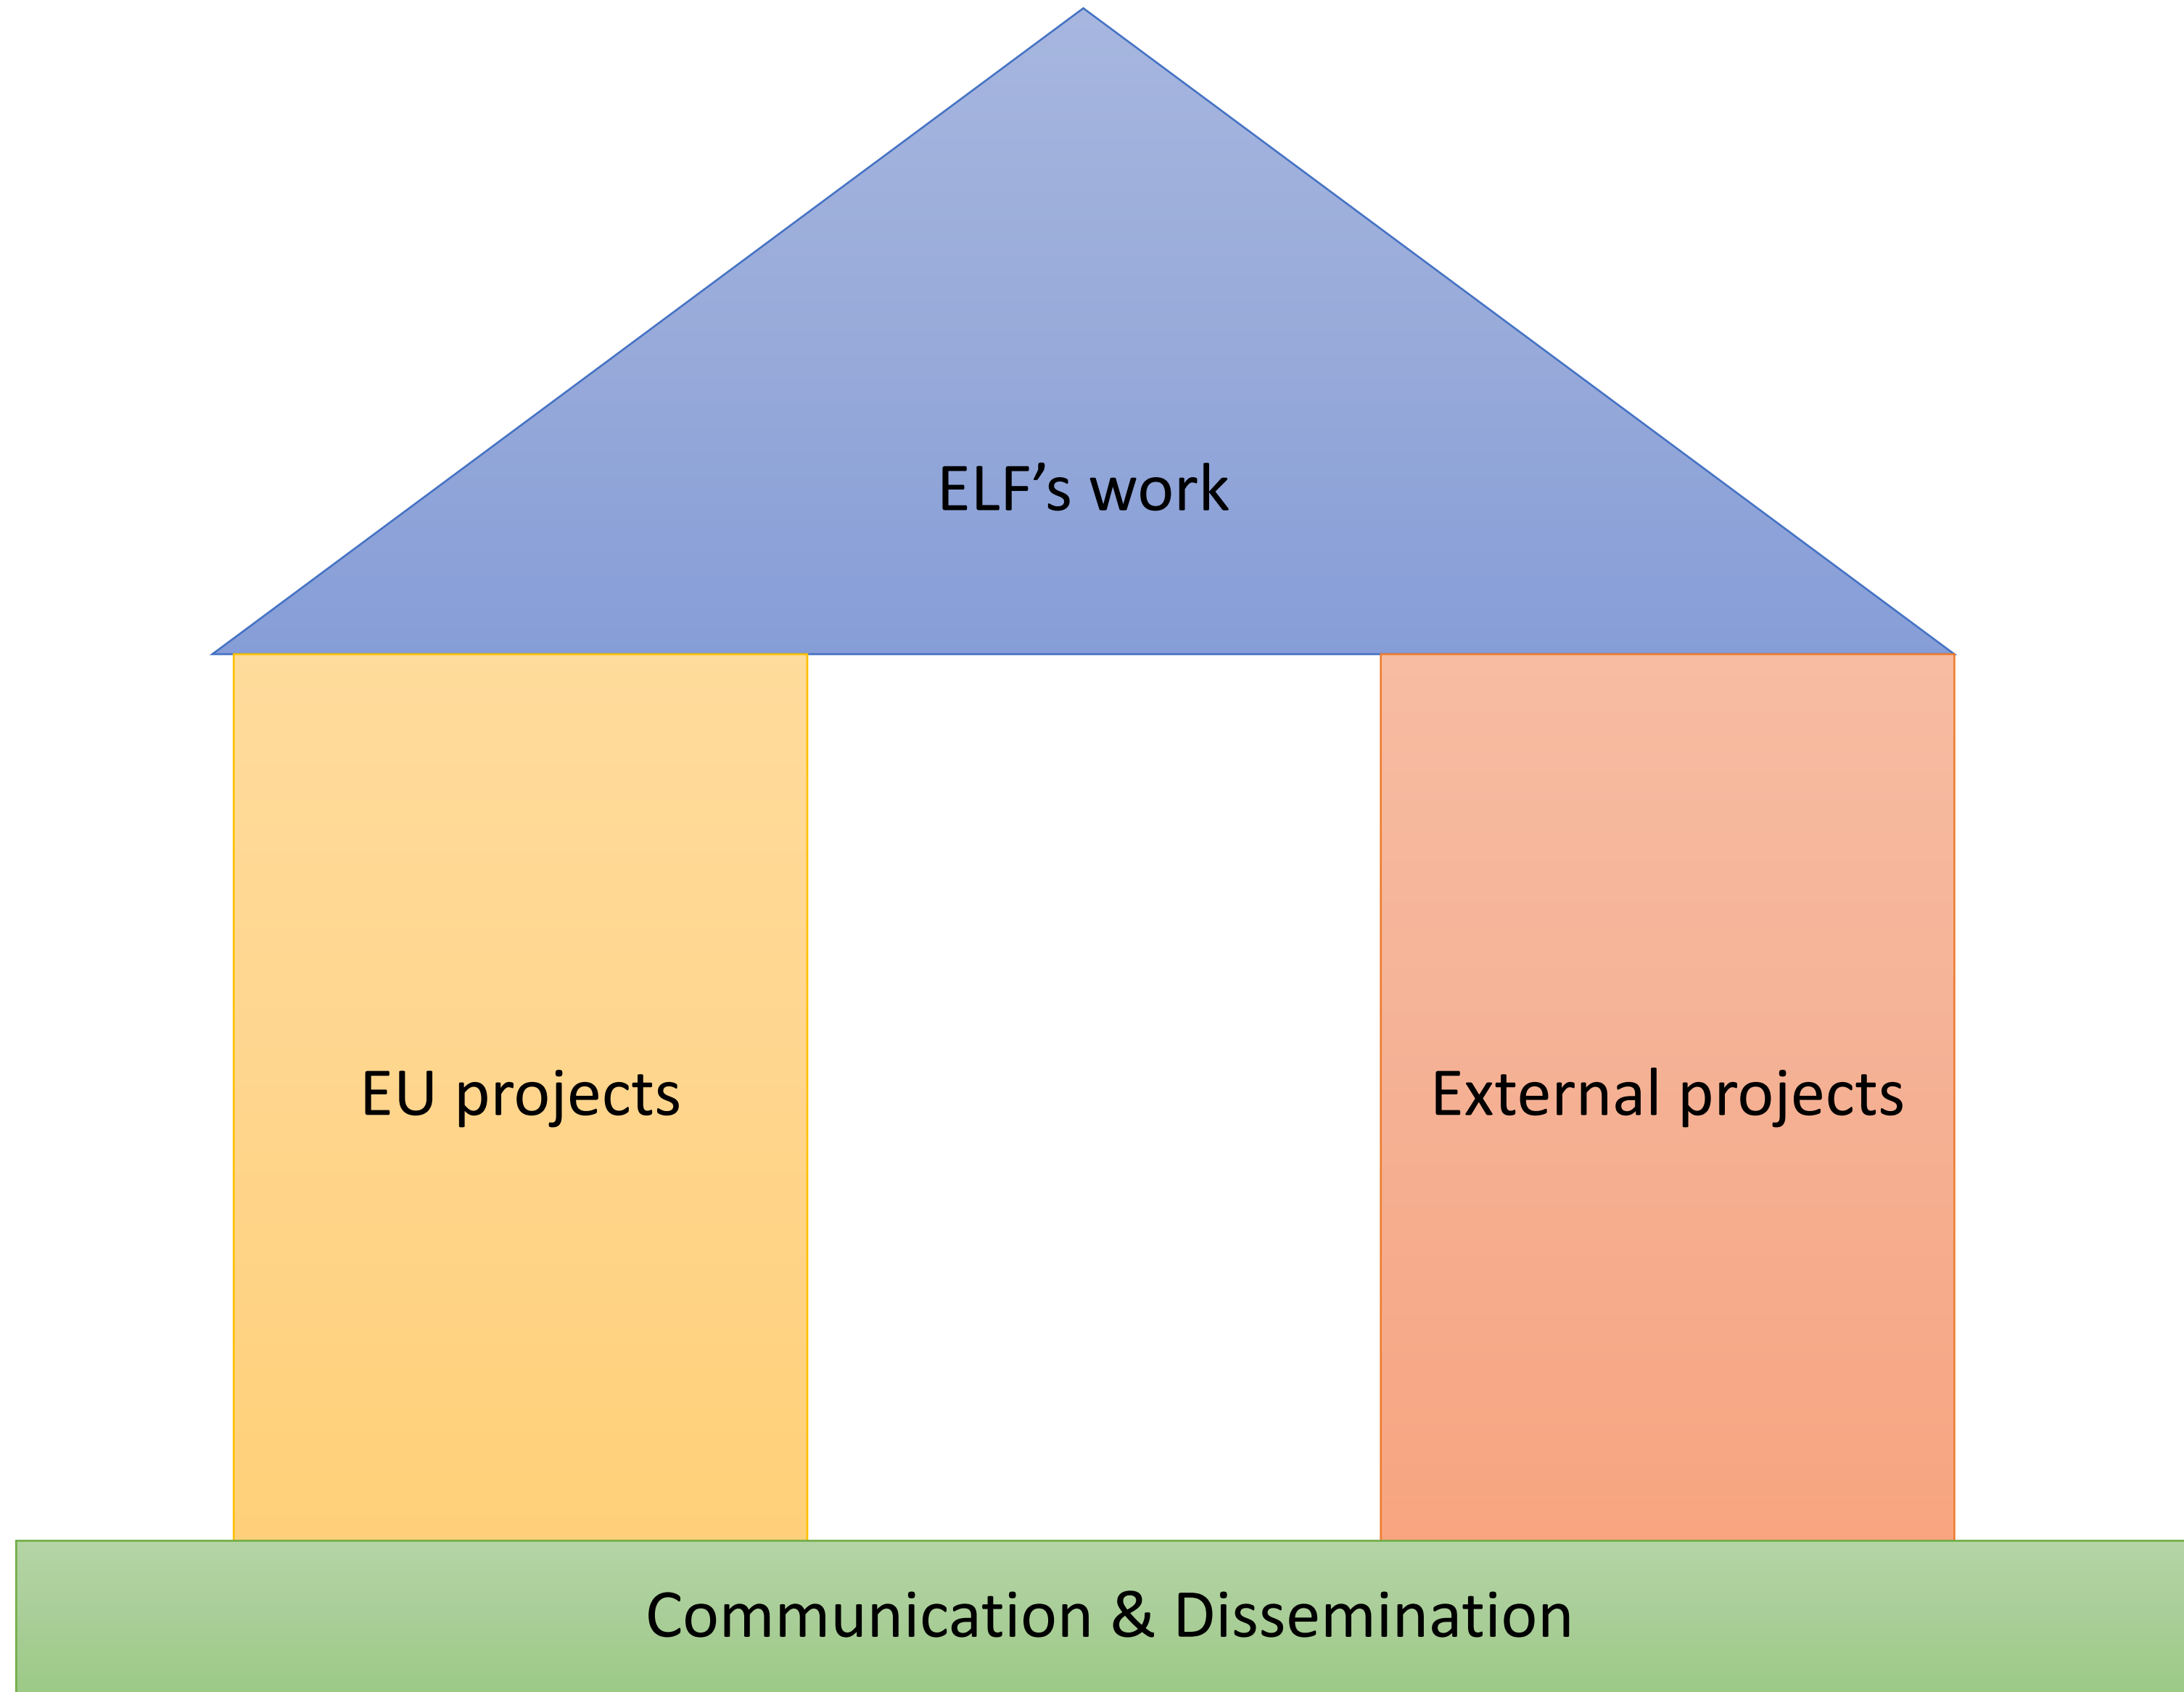 ELF’s work
EU projects
External projects
Communication & Dissemination